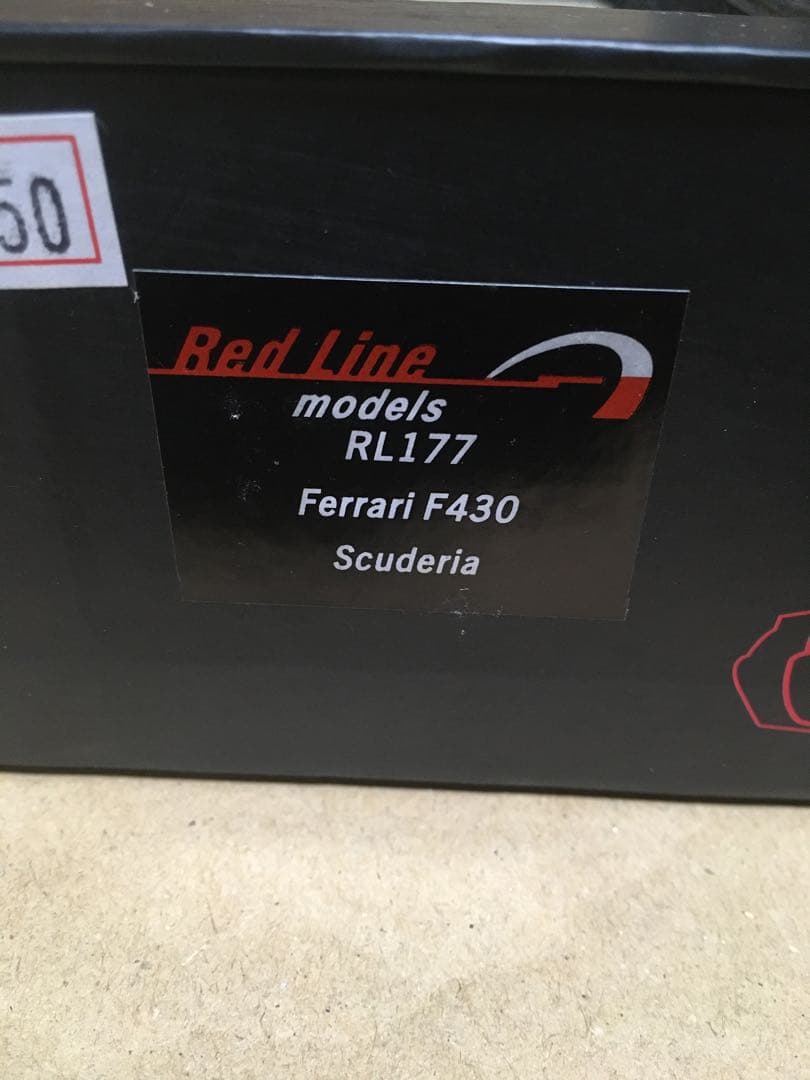 50
Red Line
models
RL177
Ferrari F430
Scuderia